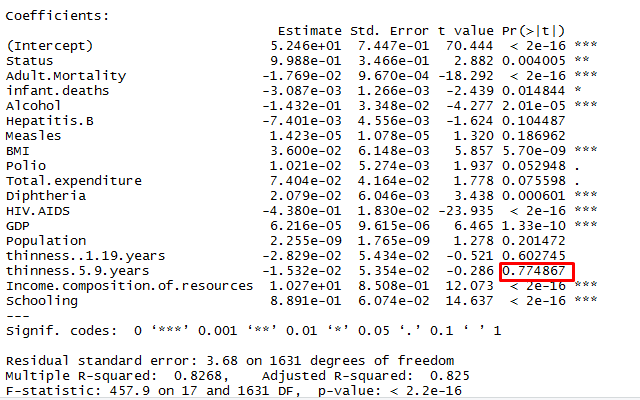 Coefficients:
Estimate Std. Error t value Pr(>|t|)
(Intercept) 5.246e+01 7.447e-01 70.444 < 2e-16 ***
Status 9.988e-01 3.466e-01 2.882 0.004005 **
Adult.Mortality -1.769e-02 9.670e-04 -18.292 < 2e-16 ***
infant.deaths -3.087e-03 1.266e-03 -2.439 0.014844 *
Alcohol -1.432e-01 3.348e-02 -4.277 2.01e-05 ***
Hepatitis.B -7.401e-03 4.556e-03 -1.624 0.104487
Measles 1.423e-05 1.078e-05 1.320 0.186962
BMI 3.600e-02 6.148e-03 5.857 5.70e-09 ***
Polio 1.021e-02 5.274e-03 1.937 0.052948 .
Total.expenditure 7.404e-02 4.164e-02 1.778 0.075598 .
Diphtheria 2.079e-02 6.046e-03 3.438 0.000601 ***
HIV.AIDS -4.380e-01 1.830e-02 -23.935 < 2e-16 ***
GDP 6.216e-05 9.615e-06 6.465 1.33e-10 ***
Population 2.255e-09 1.765e-09 1.278 0.201472
thinness..1.19.years -2.829e-02 5.434e-02 -0.521 0.602745
thinness.5.9.years -1.532e-02 5.354e-02 -0.286 0.774867
Income.composition.of.resources 1.027e+01 8.508e-01 12.073 < 2e-16 ***
Schooling 8.891e-01 6.074e-02 14.637 < 2e-16 ***
---
Signif. codes: 0 ‘***’ 0.001 ‘**’ 0.01 ‘*’ 0.05 ‘.’ 0.1 ‘ ’ 1
Residual standard error: 3.68 on 1631 degrees of freedom
Multiple R-squared: 0.8268, Adjusted R-squared: 0.825
F-statistic: 457.9 on 17 and 1631 DF, p-value: < 2.2e-16